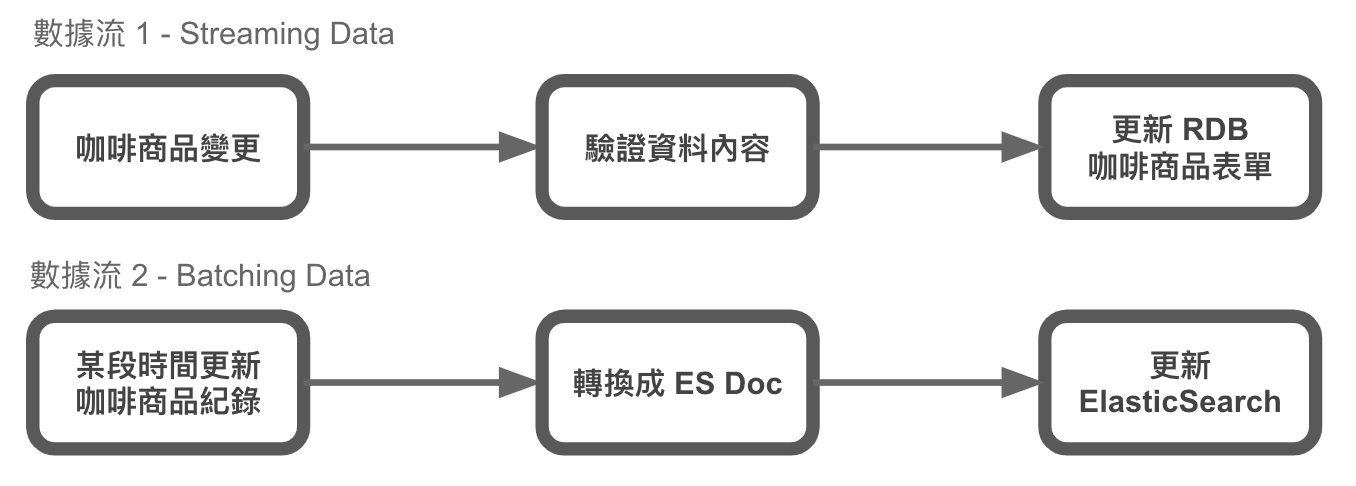 數據流 1 - Streaming Data
咖啡商品變更
驗證資料內容
更新 RDB
咖啡商品表單
數據流 2 - Batching Data
某段時間更新
咖啡商品紀錄
轉換成 ES Doc
更新
ElasticSearch